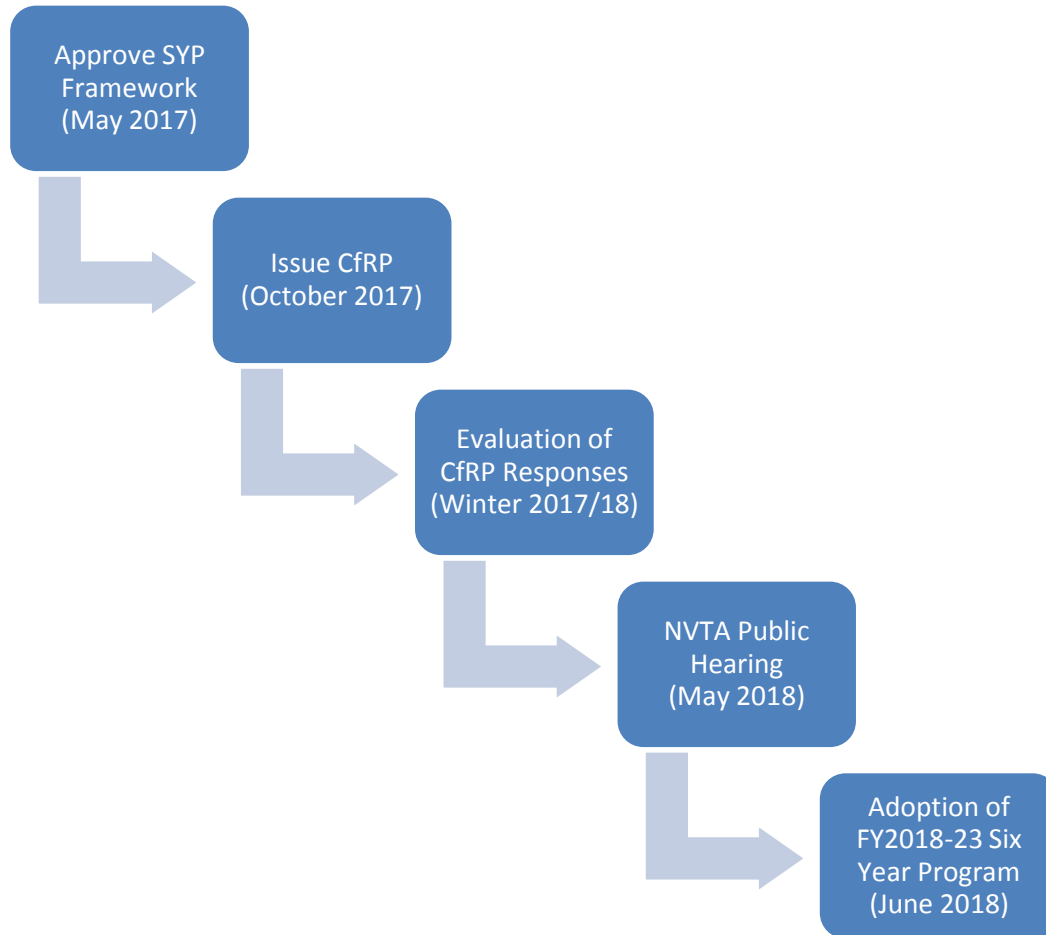 Approve SYP
Framework
(May 2017)
Issue CfRP
(October 2017)
Evaluation of
CfRP Responses
(Winter 2017/18)
NVTA Public
Hearing
(May 2018)
Adoption of
FY2018-23 Six
Year Program
(June 2018)